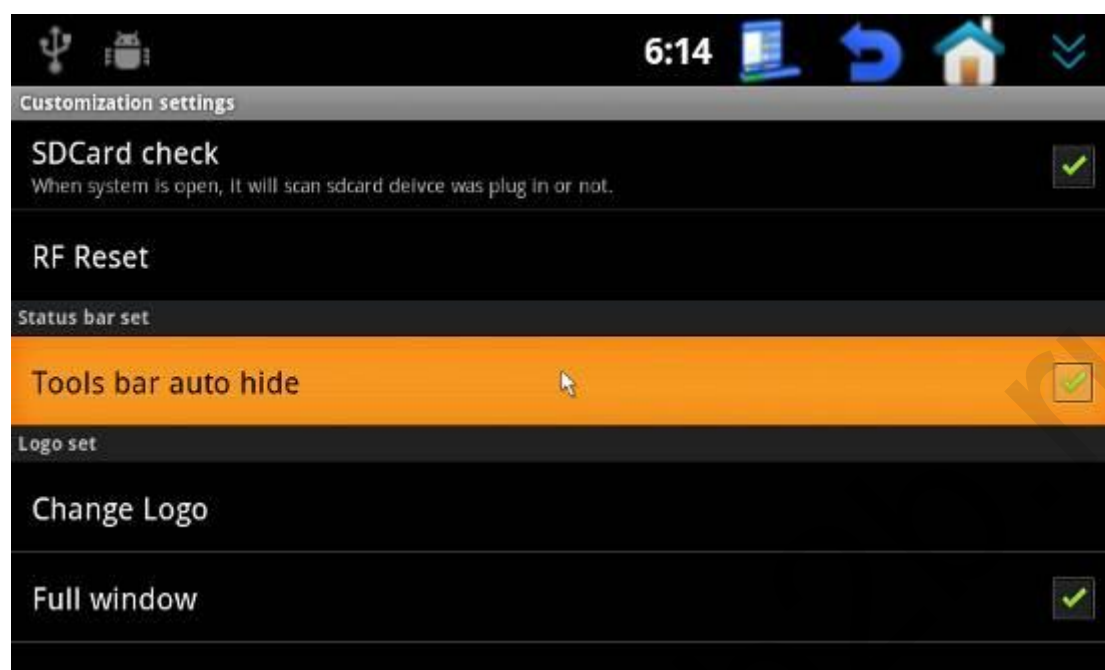 6:14
Customization settings
SDCard check
When system is open, it will scan sdcard deivce was plug in or not.
RF Reset
Status bar set
Tools bar auto hide
Logo set
Change Logo
Full window